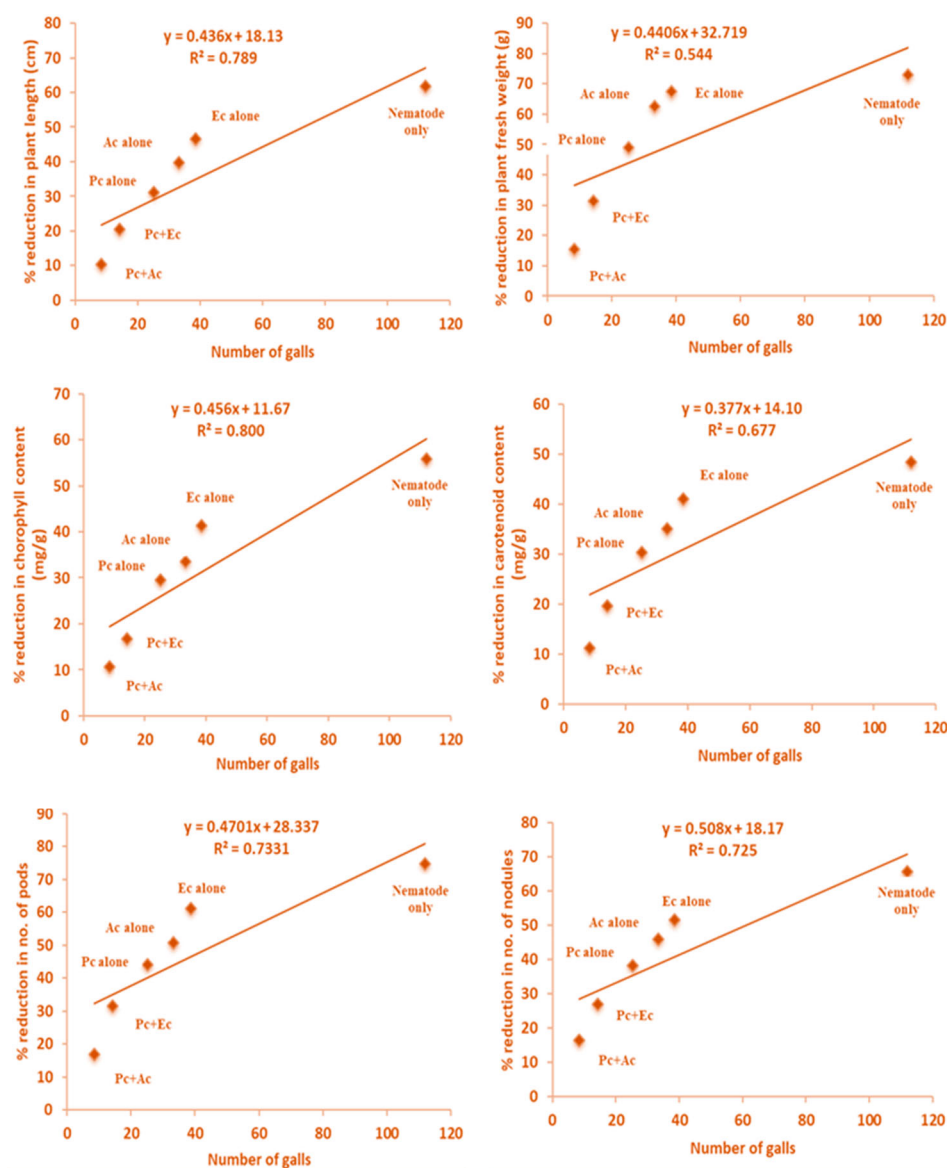 % reduction in plant length (cm)
80
70
60
50
40
30
20
10
0
y = 0.436x + 18.13
R² = 0.789
Ec alone
Ac alone
Pc alone
Pc+Ec
Pc+Ac
Nematode
only
0 20 40 60 80 100 120
Number of galls
% reduction in plant fresh weight (g)
90
80
70
60
50
40
30
20
10
0
y = 0.4406x + 32.719
R² = 0.544
Ac alone
Ec alone
Pc alone
Pc+Ec
Pc+Ac
Nematode
only
0 20 40 60 80 100 120
Number of galls
% reduction in chorophyll content
(mg/g)
70
60
50
40
30
20
10
0
y = 0.456x + 11.67
R² = 0.800
Ec alone
Ac alone
Pc alone
Pc+Ec
Pc+Ac
Nematode
only
0 20 40 60 80 100 120
Number of galls
% reduction in carotenoid content
(mg/g)
60
50
40
30
20
10
0
y = 0.377x + 14.10
R² = 0.677
Ec alone
Ac alone
Pc alone
Pc+Ec
Pc+Ac
Nematode
only
0 20 40 60 80 100 120
Number of galls
% reduction in no. of pods
90
80
70
60
50
40
30
20
10
0
y = 0.4701x + 28.337
R² = 0.7331
Ec alone
Ac alone
Pc alone
Pc+Ec
Pc+Ac
Nematode
only
0 20 40 60 80 100 120
Number of galls
% reduction in no. of nodules
80
70
60
50
40
30
20
10
0
y = 0.508x + 18.17
R² = 0.725
Ec alone
Ac alone
Pc alone
Pc+Ec
Pc+Ac
Nematode
only
0 20 40 60 80 100 120
Number of galls